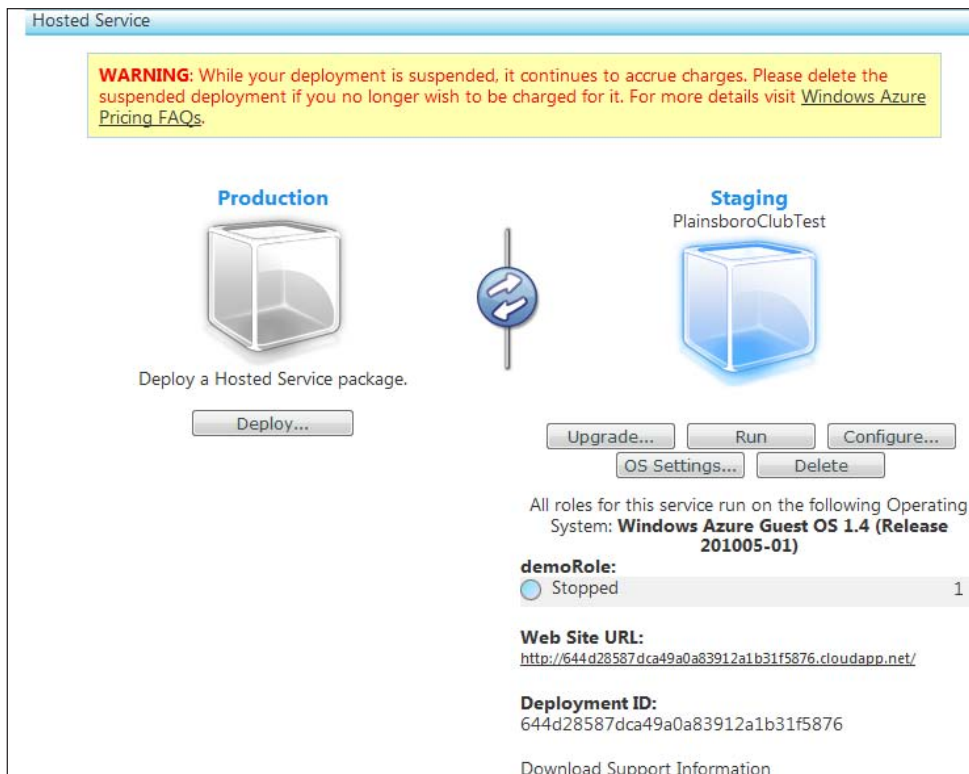 Hosted Service
WARNING: While your deployment is suspended, it continues to accrue charges. Please delete the
suspended deployment if you no longer wish to be charged for it. For more details visit Windows Azure
Pricing FAQs.
Production
Deploy a Hosted Service package.
Deploy...
Staging
PlainsboroClubTest
Upgrade...
Run
Configure...
OS Settings...
Delete
All roles for this service run on the following Operating
System: Windows Azure Guest OS 1.4 (Release
201005-01)
demoRole:
Stopped 1
Web Site URL:
http://644d28587dca49a0a83912a1b31f5876.cloudapp.net/
Deployment ID:
644d28587dca49a0a83912a1b31f5876
Download Support Information